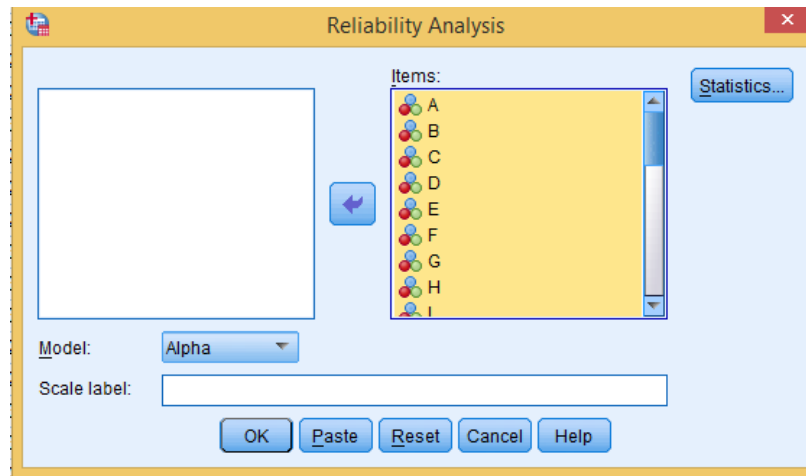 Reliability Analysis
Items:
Statistics...
A
B
C
D
E
F
G
H
Model:
Alpha
Scale label:
OK Paste Reset Cancel Help